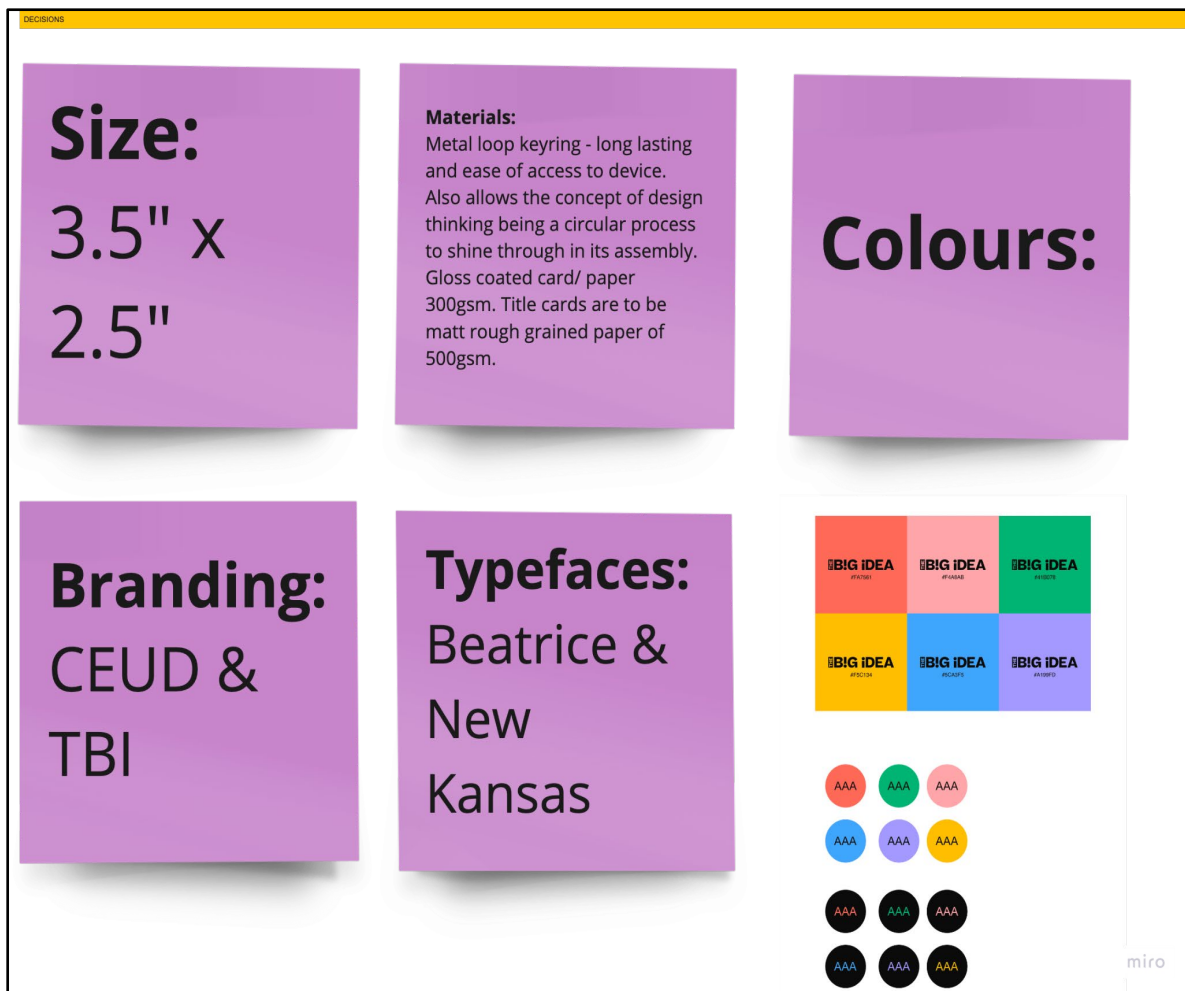 DECISIONS
Size:
3.5" x
2.5"
Materials:
Metal loop keyring - long lasting
and ease of access to device.
Also allows the concept of design
thinking being a circular process
to shine through in its assembly.
Gloss coated card/ paper
300gsm. Title cards are to be
matt rough grained paper of
500gsm.
Colours:
Branding:
CEUD &
TBI
Typefaces:
Beatrice &
New
Kansas
B!G iDEA
B!G iDEA
B!G iDEA
B!G iDEA
B!G iDEA
B!G iDEA
AAA AAA AAA
AAA AAA AAA
AAA AAA AAA
AAA AAA AAA
miro